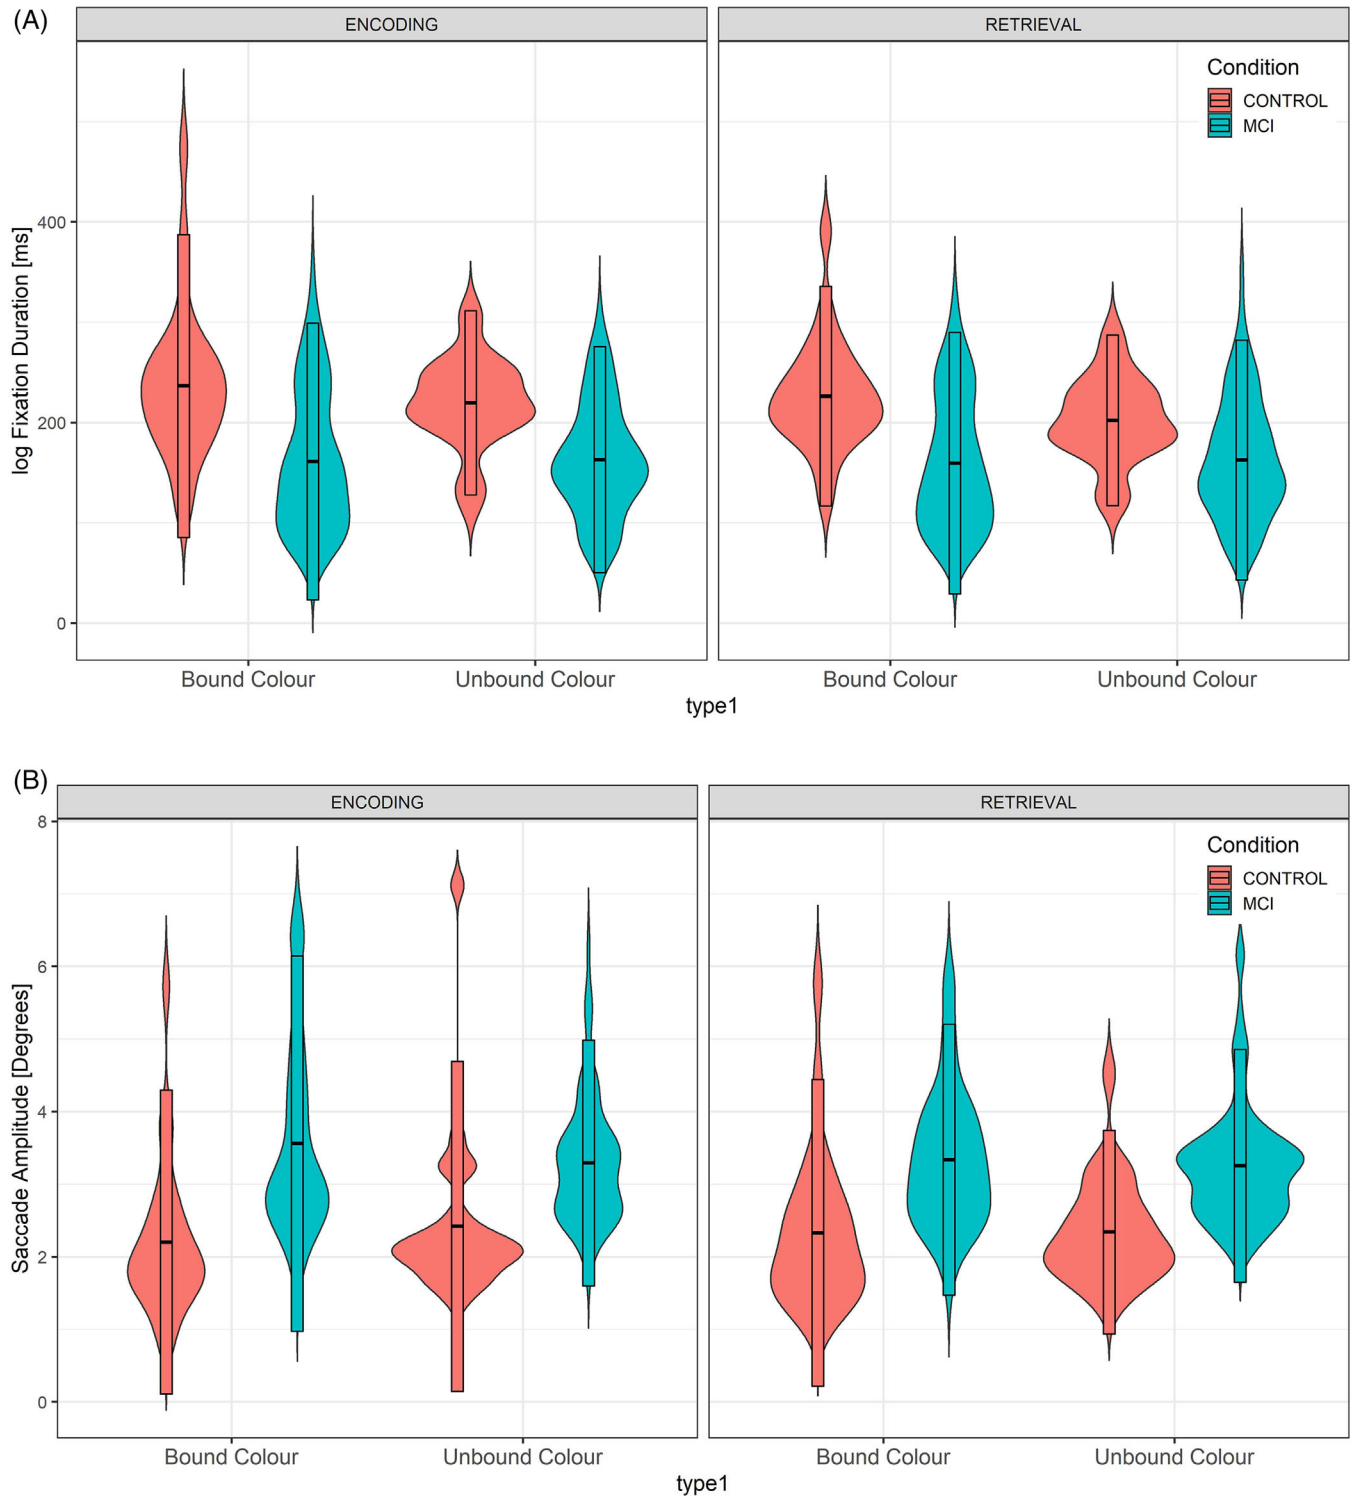 (A)
ENCODING
RETRIEVAL
Condition
CONTROL
MCI
log Fixation Duration [ms]
400
200
0
Bound Colour
Unbound Colour
Bound Colour
Unbound Colour
type1
(B)
ENCODING
RETRIEVAL
Condition
CONTROL
MCI
Saccade Amplitude [Degrees]
8
6
4
2
0
Bound Colour
Unbound Colour
Bound Colour
Unbound Colour
type1